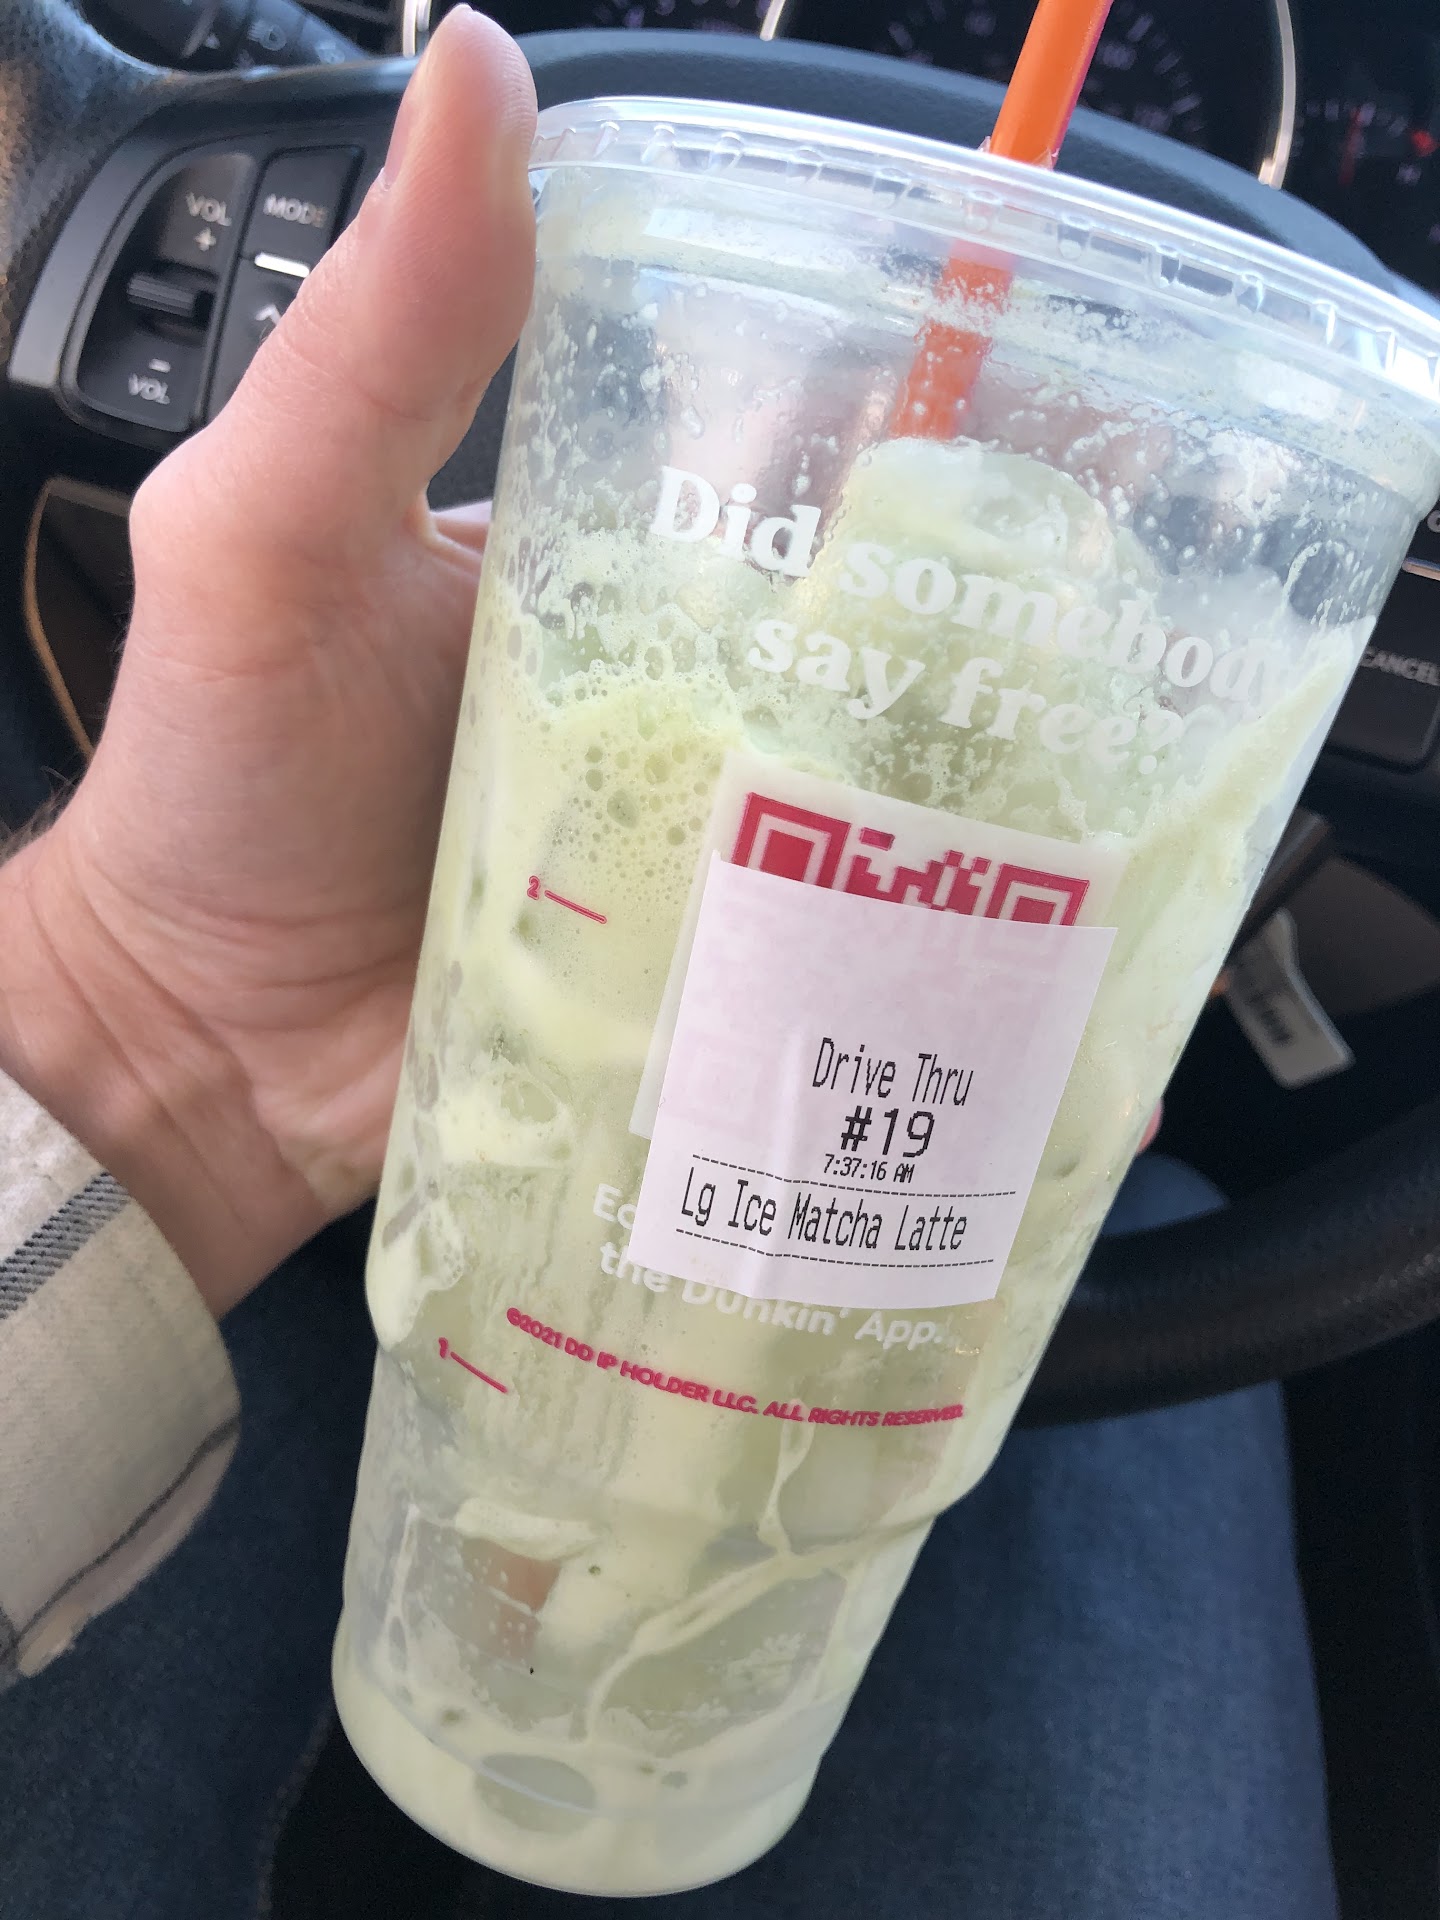 VOL
+
MODE
-
VOL
Did somebody
say free?
CANCEL
2
Drive Thru
#19
7:37:16 AM
Lg Ice Matcha Latte
the Dunkin' App.
1
©2021 DD IP HOLDER LLC. ALL RIGHTS RESERVED.